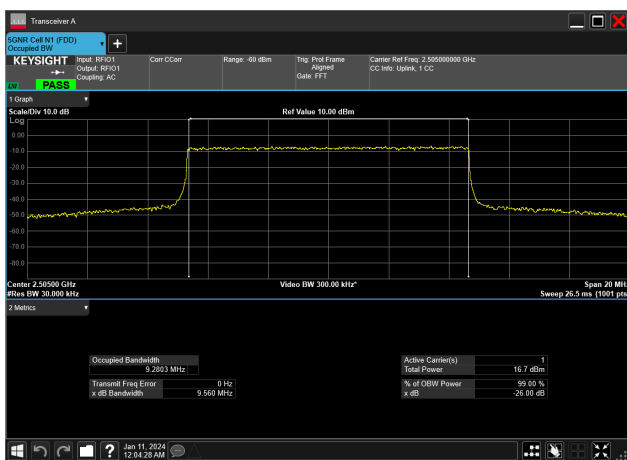 Transceiver A
5GNR Cell N1 (FDD)
Occupied BW
KEYSIGHT
LXI
PASS
Input: RFIO1
Output: RFIO1
Coupling: AC
Corr CCorr
Range: -60 dBm
Trig: Prot Frame
Aligned
Gate: FFT
Carrier Ref Freq: 2.505000000 GHz
CC Info: Uplink, 1 CC
1 Graph
Scale/Div 10.0 dB
Ref Value 10.00 dBm
Log
0.00
-10.0
-20.0
-30.0
-40.0
-50.0
-60.0
-70.0
-80.0
Center 2.50500 GHz
Video BW 300.00 kHz*
Span 20 MH
#Res BW 30.000 kHz
Sweep 26.5 ms (1001 pts
2 Metrics
Occupied Bandwidth
9.2803 MHz
Active Carrier(s) 1
Total Power 16.7 dBm
Transmit Freq Error 0 Hz
x dB Bandwidth 9.560 MHz
% of OBW Power 99.00 %
x dB -26.00 dB
? Jan 11, 2024
12:04:28 AM